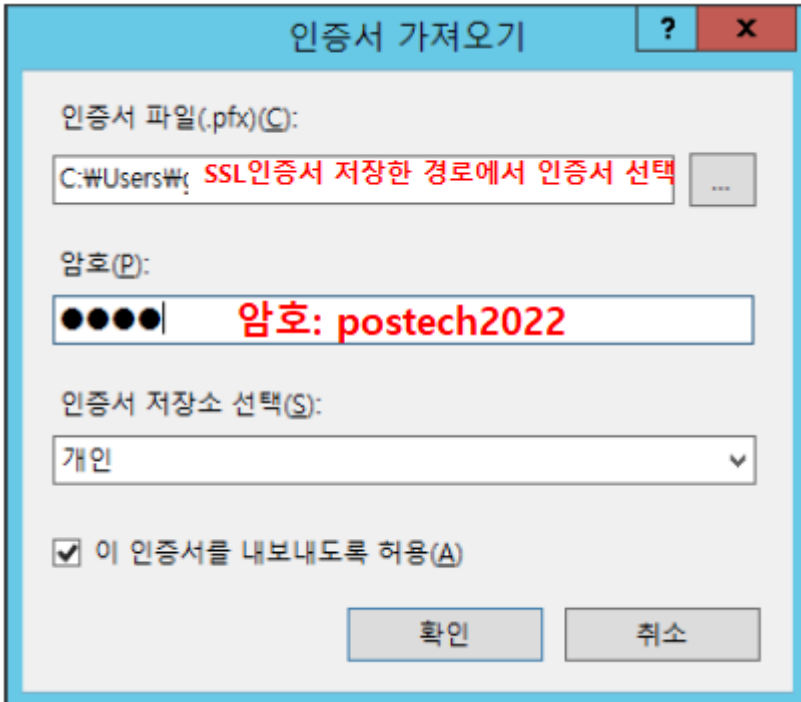 인증서 가져오기
? x
인증서 파일(.pfx)(C):
C:₩Users₩ SSL인증서 저장한 경로에서 인증서 선택
...
암호(P):
●●●● 암호: postech2022
인증서 저장소 선택(S):
개인
이 인증서를 내보내도록 허용(A)
확인 취소